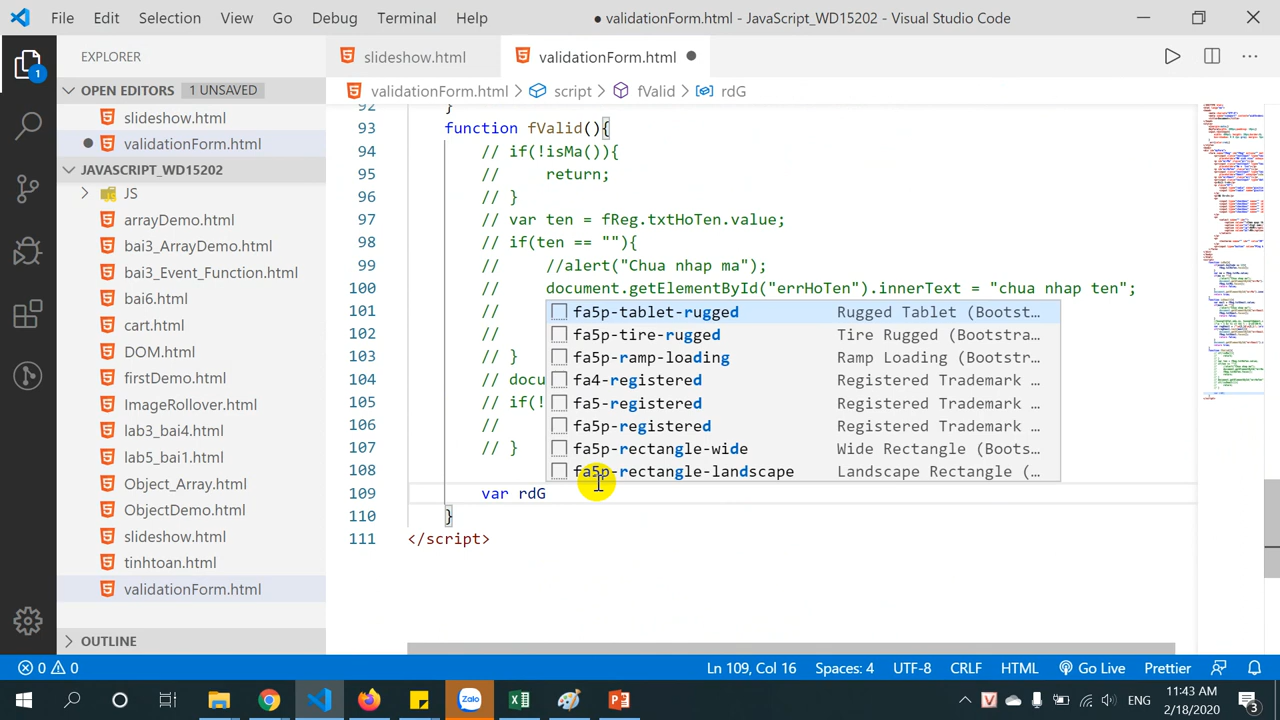 File Edit Selection View Go Debug Terminal Help
● validationForm.html - JavaScript_WD15202 - Visual Studio Code
EXPLORER
OPEN EDITORS 1 UNSAVED
slideshow.html
validationForm.html
JAVASCRIPT_WD15202
JS
arrayDemo.html
bai3_ArrayDemo.html
bai3_Event_Function.html
bai6.html
cart.html
DOM.html
firstDemo.html
ImageRollover.html
lab3_bai4.html
lab5_bai1.html
Object_Array.html
ObjectDemo.html
slideshow.html
tinhtoan.html
validationForm.html
OUTLINE
1
slideshow.html validationForm.html ●
validationForm.html > script > fValid > rdG
92 }
93 function fValid(){
94 // if(!isMa()){
95 // return;
96 // }
97 // var ten = fReg.txtHoTen.value;
98 // if(ten == ""){
99 // //alert("Chua nhap ma");
100 // document.getElementById("errHoTen").innerText = "chua nhap ten";
101 //
102 //
103 // }
104 // docu
105 // if(!
106 //
107 // }
108
109 var rdG
110 }
111 </script>
fa5p-tablet-rugged Rugged Tablet (Bootst…
fa5p-tire-rugged Tire Rugged (Bootstra…
fa5p-ramp-loading Ramp Loading (Bootstr…
fa4-registered Registered Trademark …
fa5-registered Registered Trademark …
fa5p-registered Registered Trademark …
fa5p-rectangle-wide Wide Rectangle (Boots…
fa5p-rectangle-landscape Landscape Rectangle (…
0 0 Ln 109, Col 16 Spaces: 4 UTF-8 CRLF HTML Go Live Prettier
Zalo
ENG
11:43 AM
2/18/2020
3